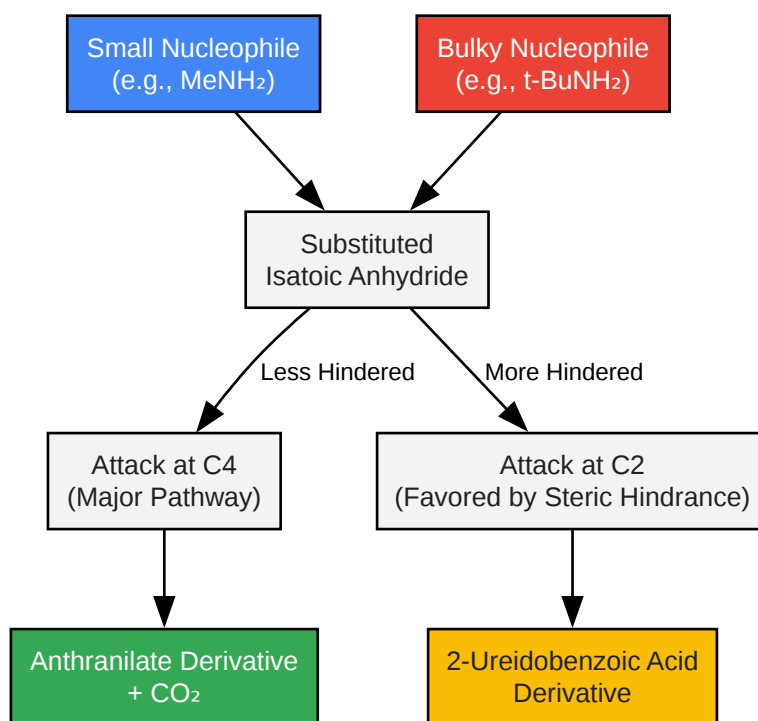 Small Nucleophile
(e.g., MeNH₂)
Bulky Nucleophile
(e.g., t-BuNH₂)
Substituted
Isatoic Anhydride
Less Hindered
More Hindered
Attack at C4
(Major Pathway)
Attack at C2
(Favored by Steric Hindrance)
Anthranilate Derivative
+ CO₂
2-Ureidobenzoic Acid
Derivative